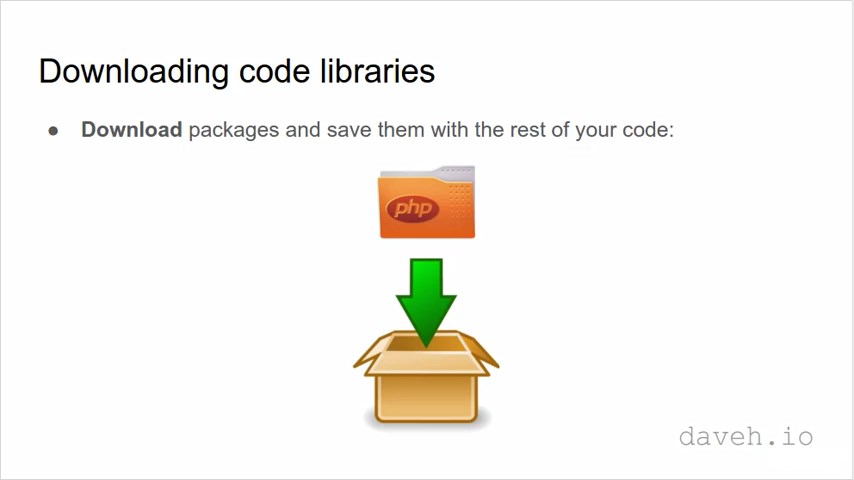 Downloading code libraries
● Download packages and save them with the rest of your code:
php
daveh.io